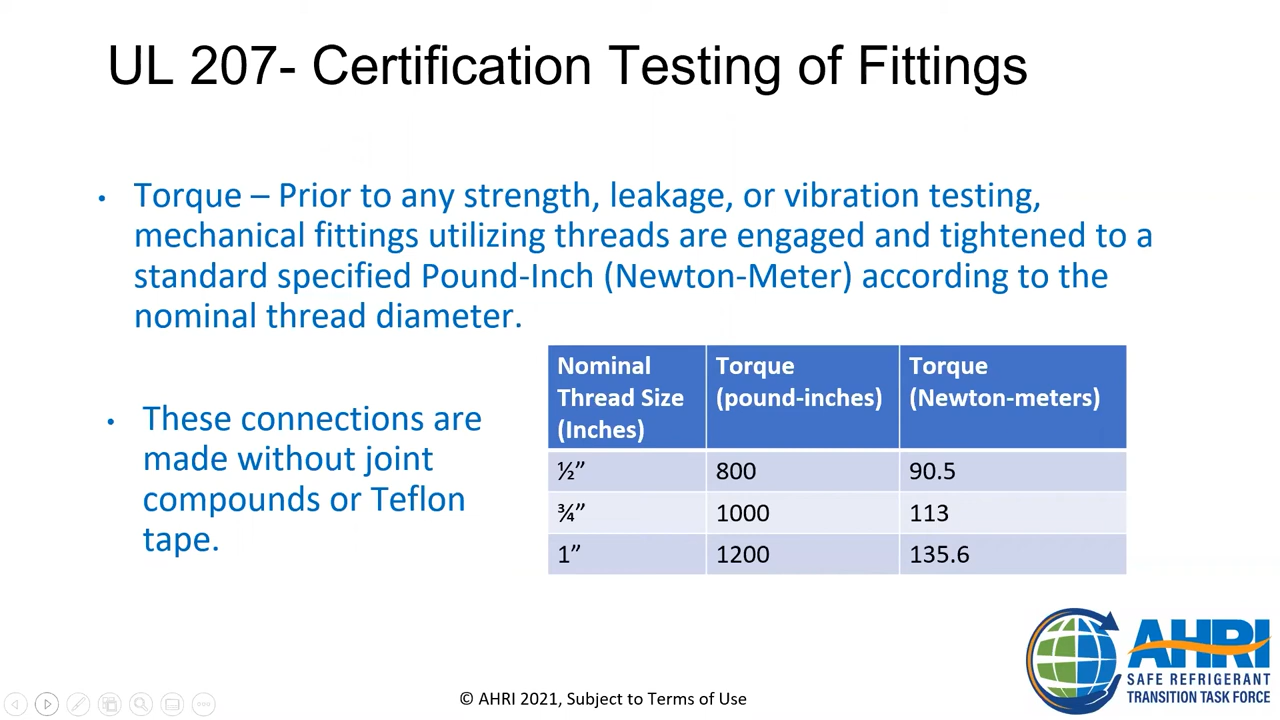 UL 207- Certification Testing of Fittings
• Torque – Prior to any strength, leakage, or vibration testing,
mechanical fittings utilizing threads are engaged and tightened to a
standard specified Pound-Inch (Newton-Meter) according to the
nominal thread diameter.
• These connections are
made without joint
compounds or Teflon
tape.
Nominal Thread Size (Inches) Torque (pound-inches) Torque (Newton-meters)
½” 800 90.5
¾” 1000 113
1” 1200 135.6
AHRI
SAFE REFRIGERANT
TRANSITION TASK FORCE
© AHRI 2021, Subject to Terms of Use